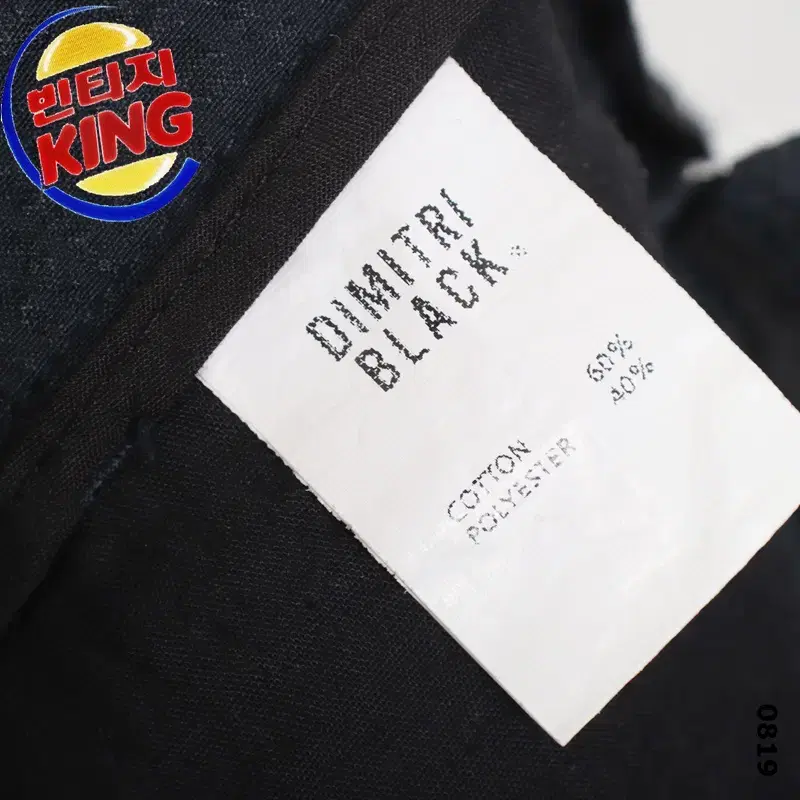 빈티지
KING
DIMITRI
BLACK
60%
40%
COTTON
POLYESTER
0819